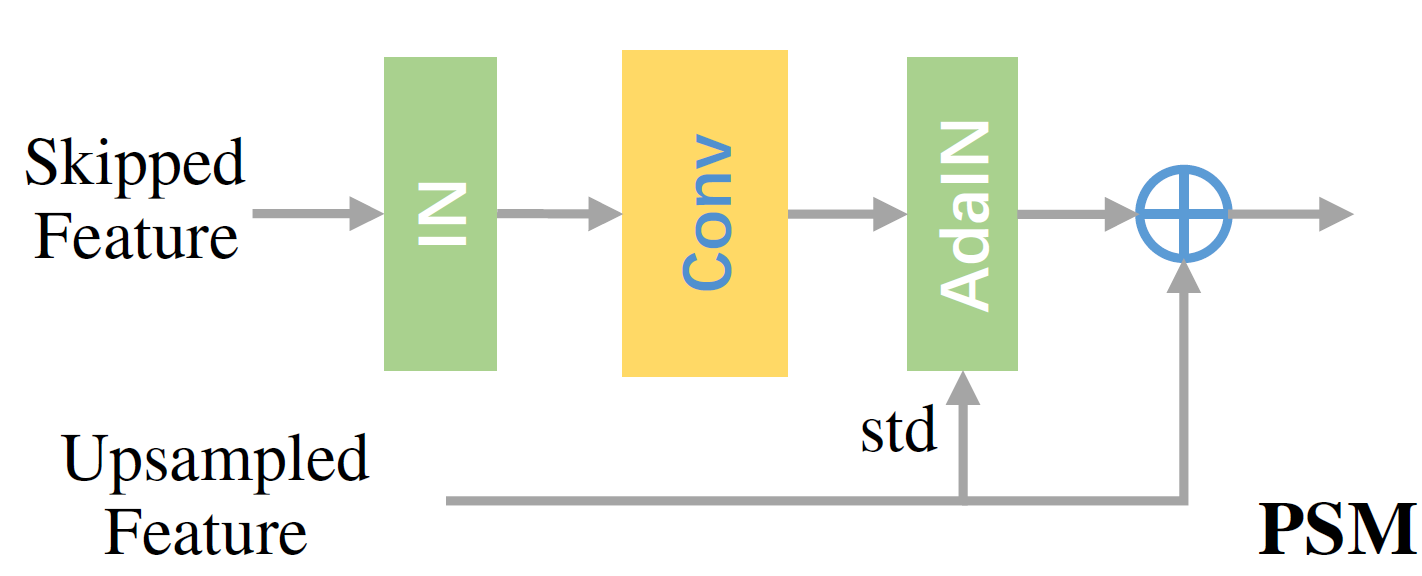 Skipped
Feature
IN
Conv
AdaIN
std
Upsampled
Feature
PSM